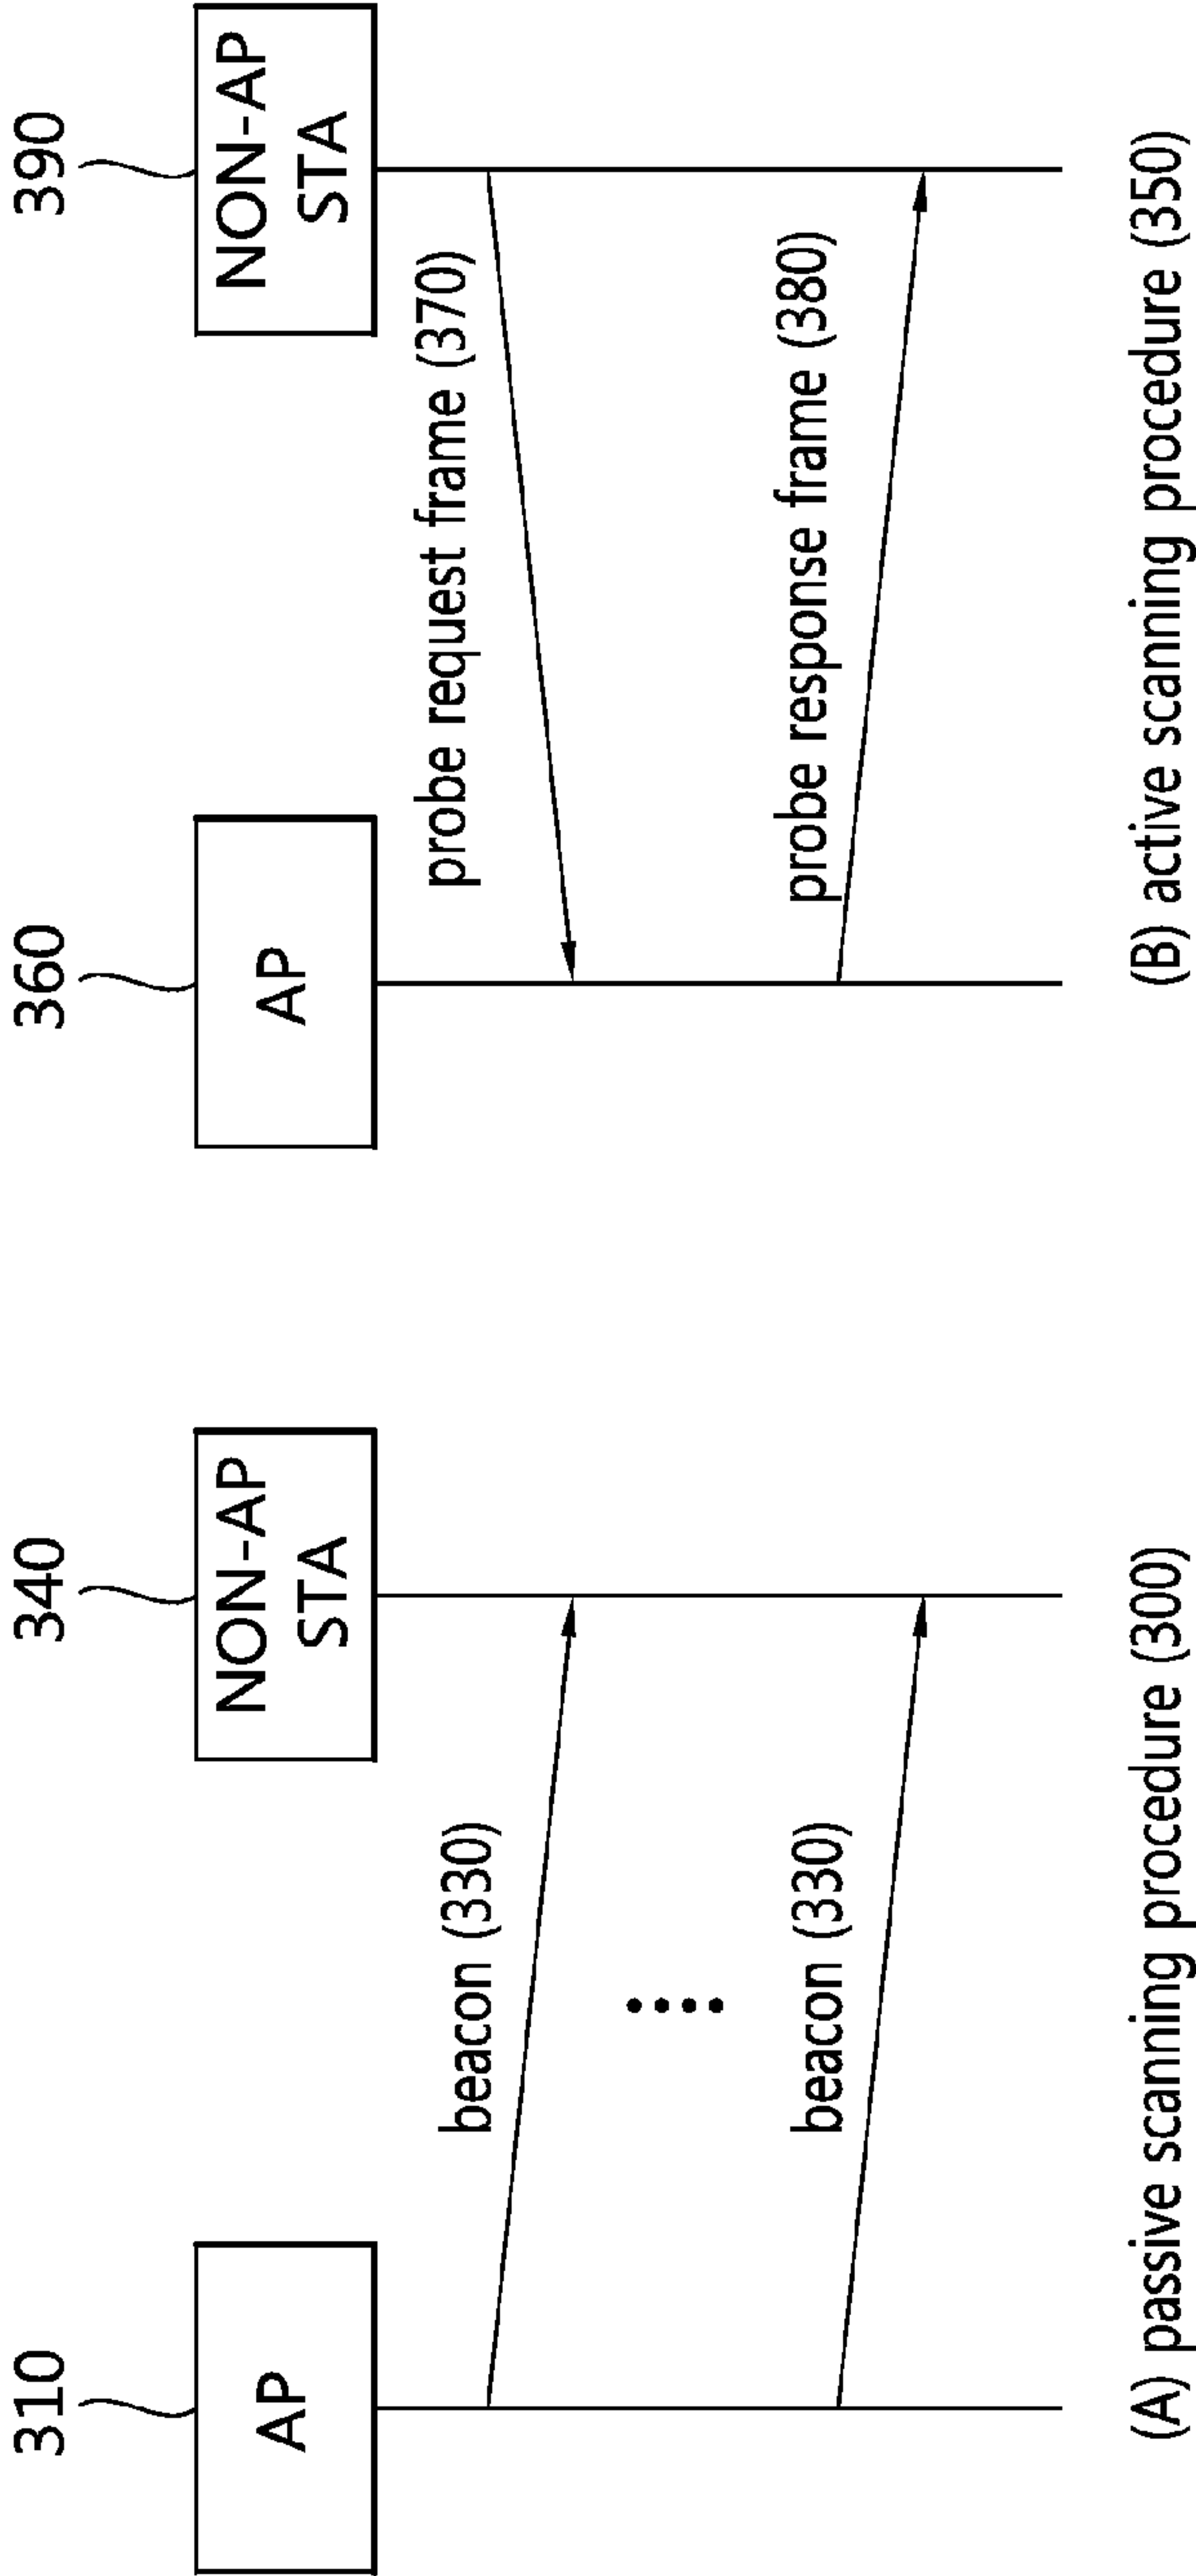 310
340
AP
NON-AP
STA
beacon (330)
beacon (330)
(A) passive scanning procedure (300)
360
390
AP
NON-AP
STA
probe request frame (370)
probe response frame (380)
(B) active scanning procedure (350)